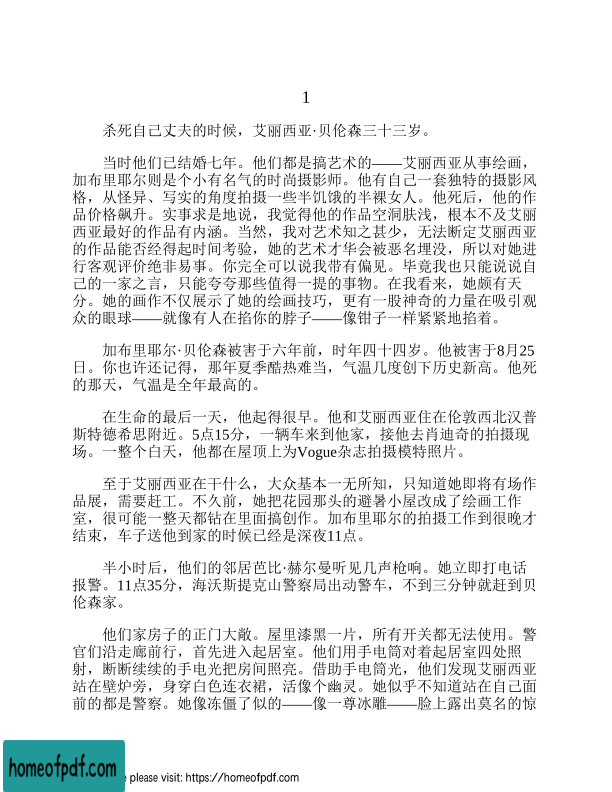 1
杀死自己丈夫的时候，艾丽西亚·贝伦森三十三岁。
当时他们已结婚七年。他们都是搞艺术的——艾丽西亚从事绘画，
加布里耶尔则是个小有名气的时尚摄影师。他有自己一套独特的摄影风
格，从怪异、写实的角度拍摄一些半饥饿的半裸女人。他死后，他的作
品价格飙升。实事求是地说，我觉得他的作品空洞肤浅，根本不及艾丽
西亚最好的作品有内涵。当然，我对艺术知之甚少，无法断定艾丽西亚
的作品能否经得起时间考验，她的艺术才华会被恶名埋没，所以对她进
行客观评价绝非易事。你完全可以说我带有偏见。毕竟我也只能说说自
己的一家之言，只能夸夸那些值得一提的事物。在我看来，她颇有天
分。她的画作不仅展示了她的绘画技巧，更有一股神奇的力量在吸引观
众的眼球——就像有人在掐你的脖子——像钳子一样紧紧地掐着。
加布里耶尔·贝伦森被害于六年前，时年四十四岁。他被害于8月25
日。你也许还记得，那年夏季酷热难当，气温几度创下历史新高。他死
的那天，气温是全年最高的。
在生命的最后一天，他起得很早。他和艾丽西亚住在伦敦西北汉普
斯特德希思附近。5点15分，一辆车来到他家，接他去肖迪奇的拍摄现
场。一整个白天，他都在屋顶上为Vogue杂志拍摄模特照片。
至于艾丽西亚在干什么，大众基本一无所知，只知道她即将有场作
品展，需要赶工。不久前，她把花园那头的避暑小屋改成了绘画工作
室，很可能一整天都钻在里面搞创作。加布里耶尔的拍摄工作到很晚才
结束，车子送他到家的时候已经是深夜11点。
半小时后，他们的邻居芭比·赫尔曼听见几声枪响。她立即打电话
报警。11点35分，海沃斯提克山警察局出动警车，不到三分钟就赶到贝
伦森家。
他们家房子的正门大敞。屋里漆黑一片，所有开关都无法使用。警
官们沿走廊前行，首先进入起居室。他们用手电筒对着起居室四处照
射，断断续续的手电光把房间照亮。借助手电筒光，他们发现艾丽西亚
站在壁炉旁，身穿白色连衣裙，活像个幽灵。她似乎不知道站在自己面
前的都是警察。她像冻僵了似的——像一尊冰雕——脸上露出莫名的惊
homeofpdf.com
e please visit: https://homeofpdf.com